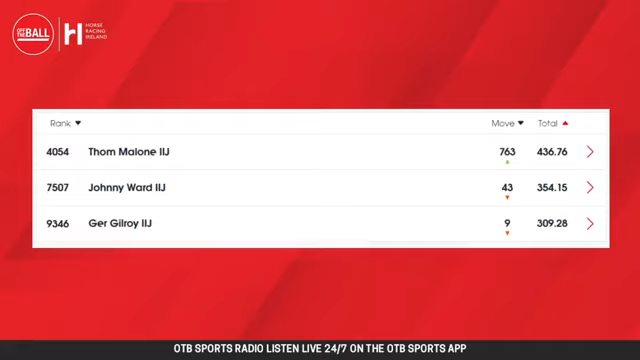 OFF THE BALL
HORSE RACING IRELAND
Rank Move Total
4054 Thom Malone IIJ 763 436.76
7507 Johnny Ward IIJ 43 354.15
9346 Ger Gilroy IIJ 9 309.28
OTB SPORTS RADIO LISTEN LIVE 24/7 ON THE OTB SPORTS APP